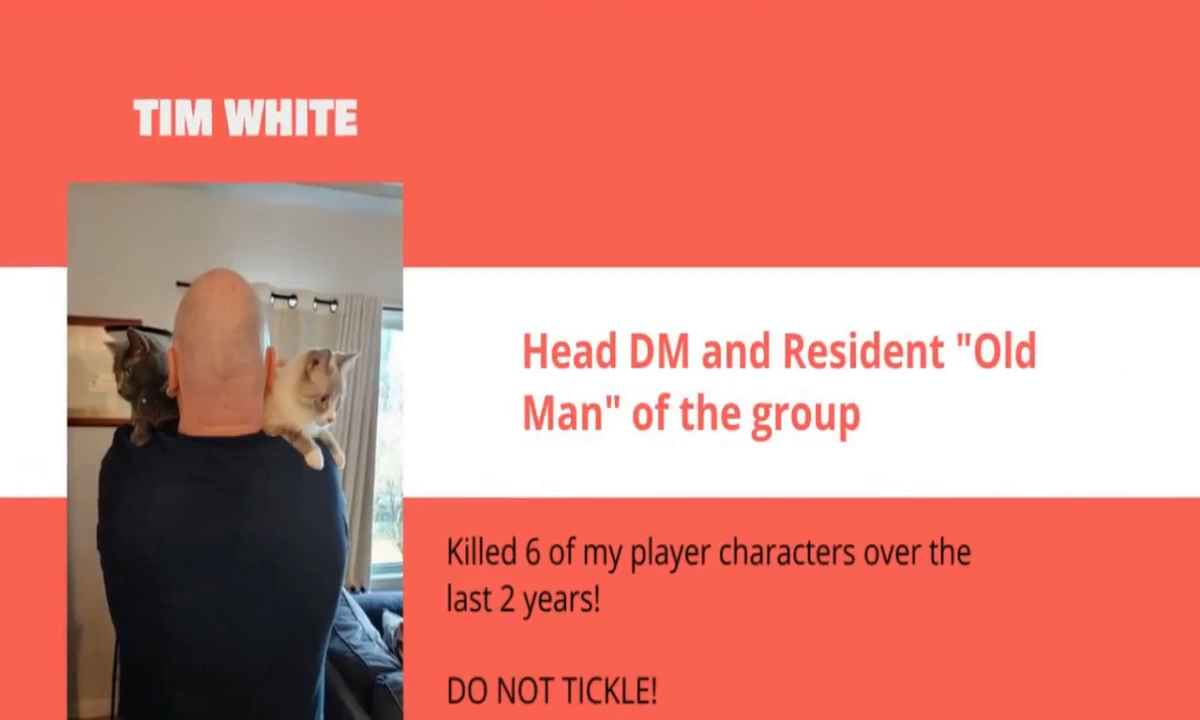 TIM WHITE
Head DM and Resident "Old
Man" of the group
Killed 6 of my player characters over the
last 2 years!
DO NOT TICKLE!